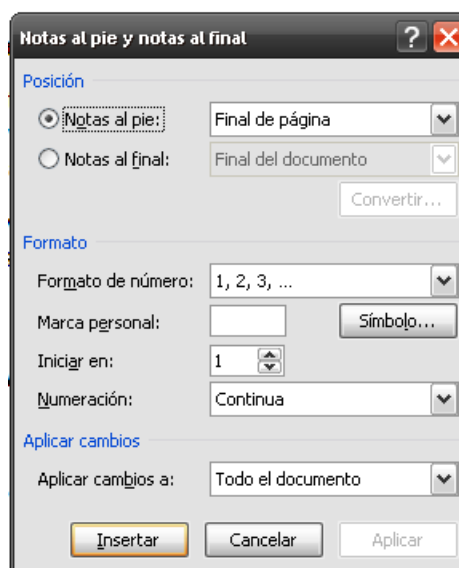 Notas al pie y notas al final ?
Posición
Notas al pie: Final de página
Notas al final: Final del documento
Convertir...
Formato
Formato de número: 1, 2, 3, ...
Marca personal: Símbolo...
Iniciar en: 1
Numeración: Continua
Aplicar cambios
Aplicar cambios a: Todo el documento
Insertar Cancelar Aplicar